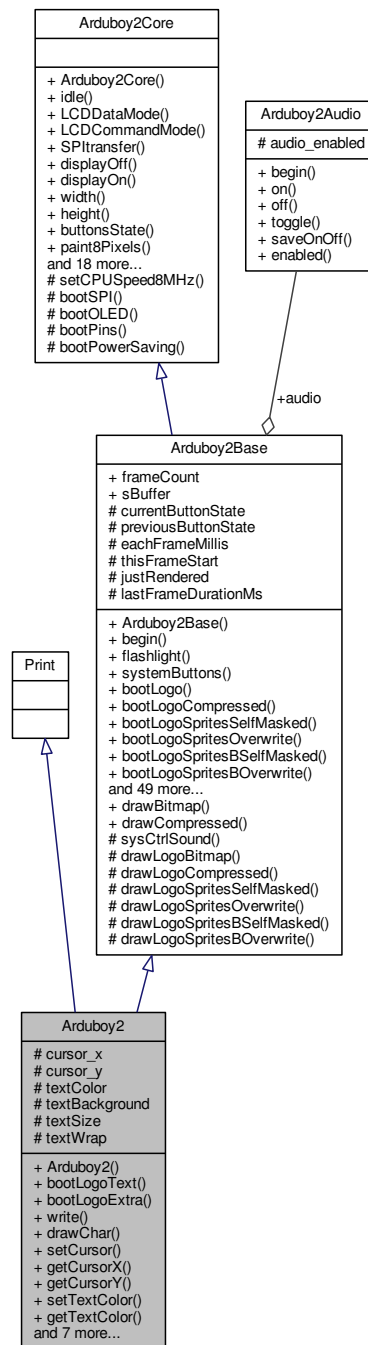 Arduboy2Core
+ Arduboy2Core()
+ idle()
+ LCDDataMode()
+ LCDCommandMode()
+ SPItransfer()
+ displayOff()
+ displayOn()
+ width()
+ height()
+ buttonsState()
+ paint8Pixels()
and 18 more...
# setCPUSpeed8MHz()
# bootSPI()
# bootOLED()
# bootPins()
# bootPowerSaving()
Arduboy2Audio
# audio_enabled
+ begin()
+ on()
+ off()
+ toggle()
+ saveOnOff()
+ enabled()
+audio
Arduboy2Base
+ frameCount
+ sBuffer
# currentButtonState
# previousButtonState
# eachFrameMillis
# thisFrameStart
# justRendered
# lastFrameDurationMs
+ Arduboy2Base()
+ begin()
+ flashlight()
+ systemButtons()
+ bootLogo()
+ bootLogoCompressed()
+ bootLogoSpritesSelfMasked()
+ bootLogoSpritesOverwrite()
+ bootLogoSpritesBSelfMasked()
+ bootLogoSpritesBOverwrite()
and 49 more...
+ drawBitmap()
+ drawCompressed()
# sysCtrlSound()
# drawLogoBitmap()
# drawLogoCompressed()
# drawLogoSpritesSelfMasked()
# drawLogoSpritesOverwrite()
# drawLogoSpritesBSelfMasked()
# drawLogoSpritesBOverwrite()
Print
Arduboy2
# cursor_x
# cursor_y
# textColor
# textBackground
# textSize
# textWrap
+ Arduboy2()
+ bootLogoText()
+ bootLogoExtra()
+ write()
+ drawChar()
+ setCursor()
+ getCursorX()
+ getCursorY()
+ setTextColor()
+ getTextColor()
and 7 more...